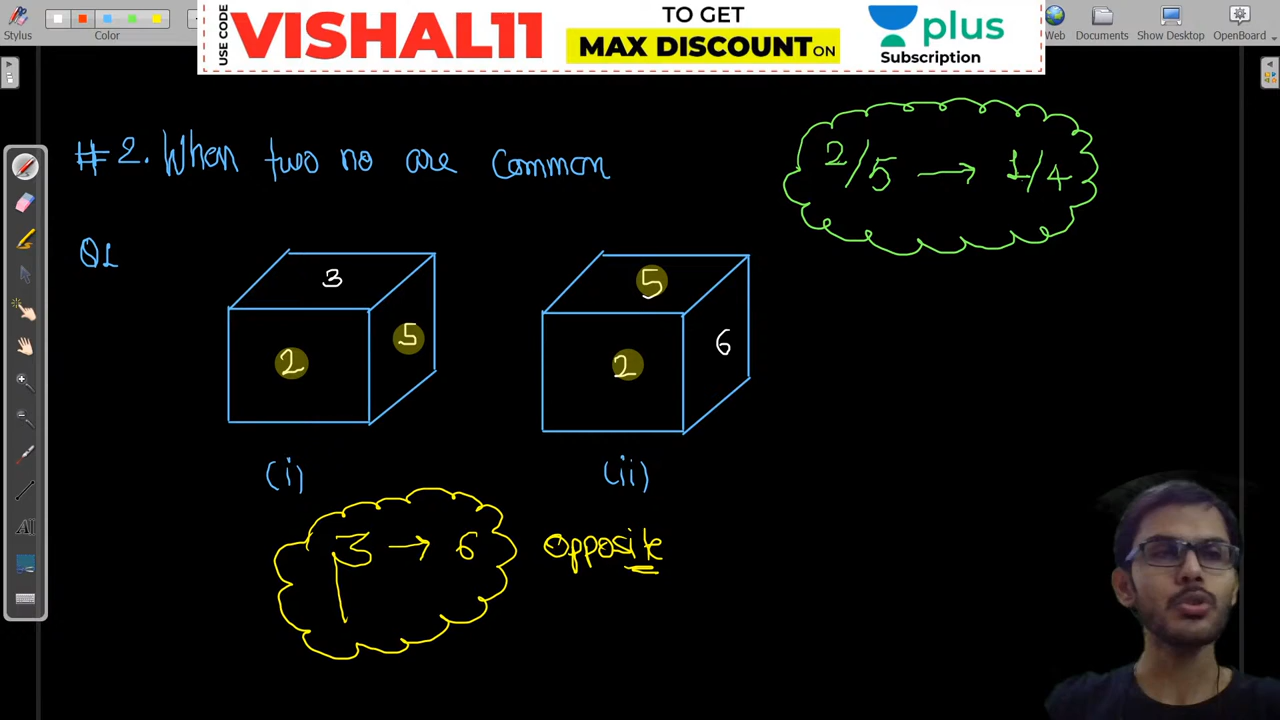 USE CODE
VISHAL11
TO GET
MAX DISCOUNT ON
plus
Subscription
Stylus
Color
Web
Documents
Show Desktop
OpenBoard
#2. When two no are common
2/5 → 1/4
Q1
3
2
5
5
2
6
(i)
(ii)
3 → 6
opposite